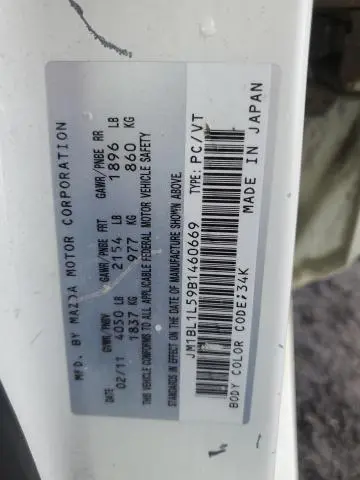 MFD. BY MAZDA MOTOR CORPORATION
GVWR/PNBV GAWR/PNBE FRT GAWR/PNBE RR
02/11 4050 LB 2154 LB 1896 LB
1837 KG 977 KG 860 KG
THIS VEHICLE CONFORMS TO ALL APPLICABLE FEDERAL MOTOR VEHICLE SAFETY
STANDARDS IN EFFECT ON THE DATE OF MANUFACTURE SHOWN ABOVE.
JM1BL1L59B1460669 TYPE: PC/VT
BODY COLOR CODE;34K MADE IN JAPAN